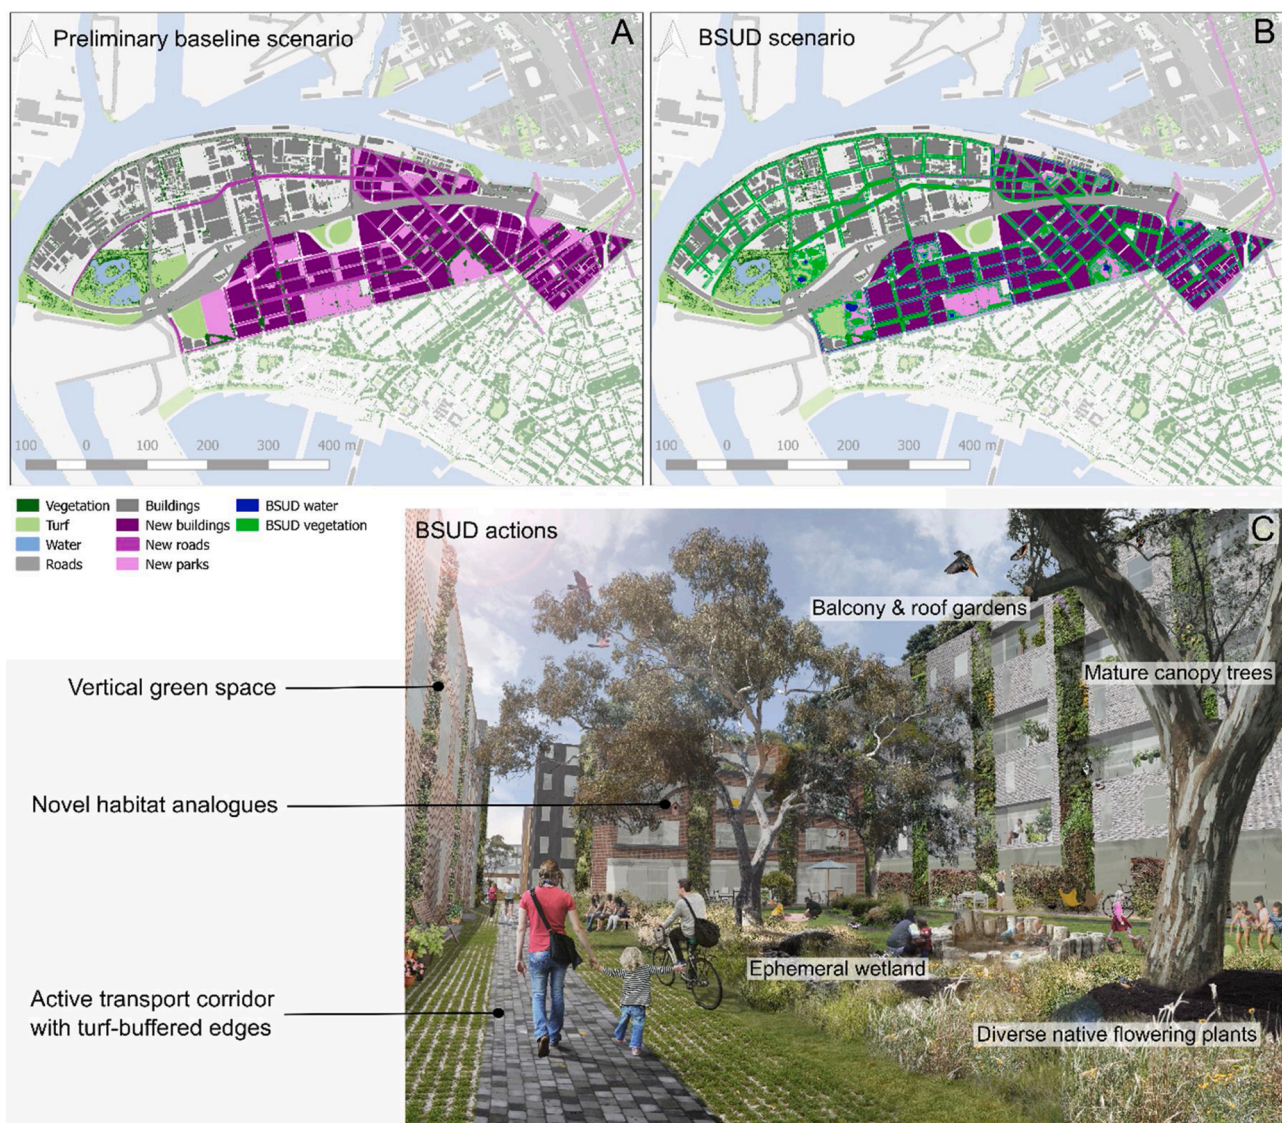 Preliminary baseline scenario
A
BSUD scenario
B
100 0 100 200 300 400 m
100 0 100 200 300 400 m
Vegetation
Turf
Water
Roads
Buildings
New buildings
New roads
New parks
BSUD water
BSUD vegetation
BSUD actions
C
Balcony & roof gardens
Mature canopy trees
Vertical green space
Novel habitat analogues
Ephemeral wetland
Active transport corridor
with turf-buffered edges
Diverse native flowering plants